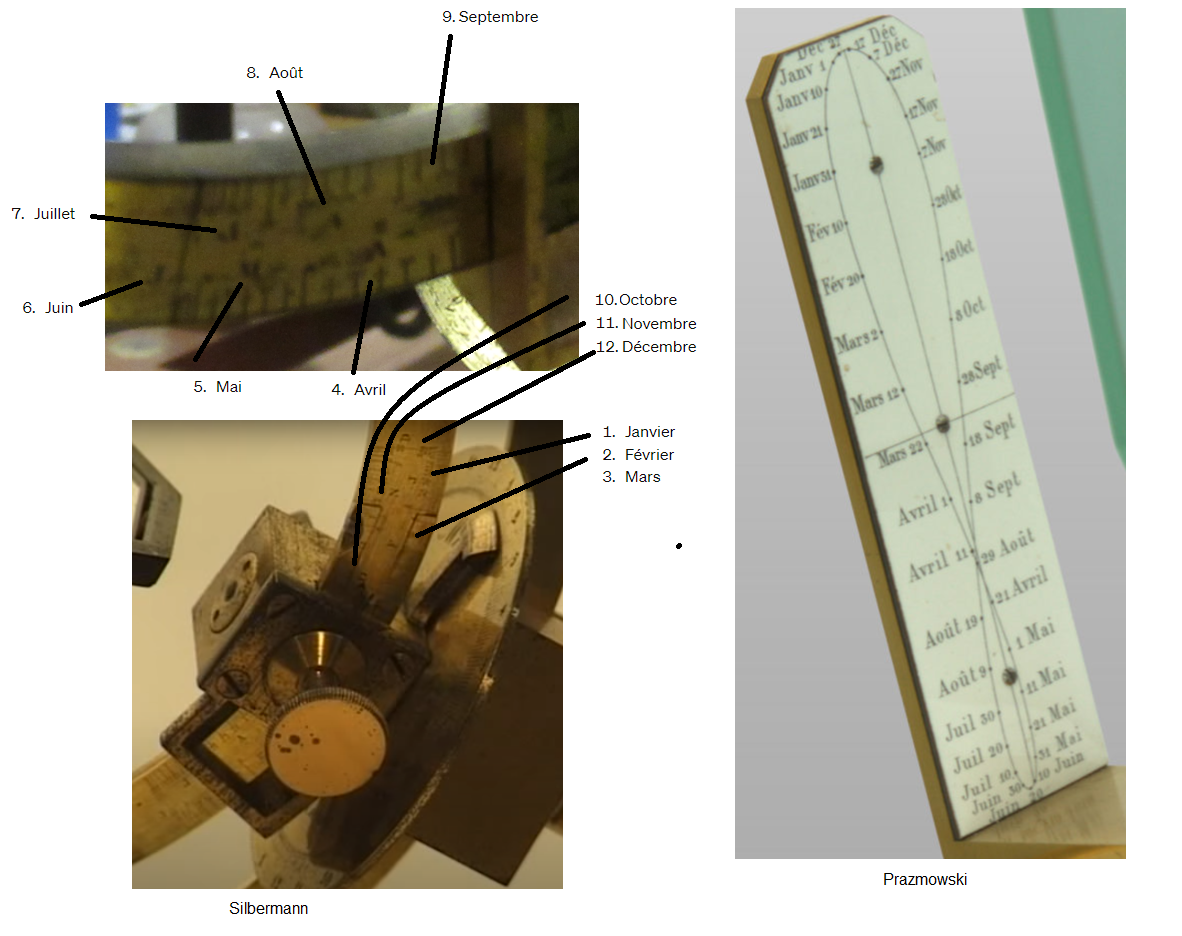 9. Septembre
8. Août
7. Juillet
6. Juin
5. Mai
4. Avril
10. Octobre
11. Novembre
12. Décembre
1. Janvier
2. Février
3. Mars
Silbermann
Déc 27
17 Déc
Janv 1
7 Déc
Janv 10
27 Nov
17 Nov
Janv 21
7 Nov
Janv 31
28 Oct
Fév 10
18 Oct
Fév 20
8 Oct
Mars 2
28 Sept
Mars 12
18 Sept
Mars 22
8 Sept
Avril 1
Avril 11
29 Août
21 Avril
Août 19
1 Mai
Août 9
11 Mai
Juil 30
21 Mai
Juil 20
31 Mai
Juil 10
10 Juin
Juin 30
Juin 20
Prazmowski